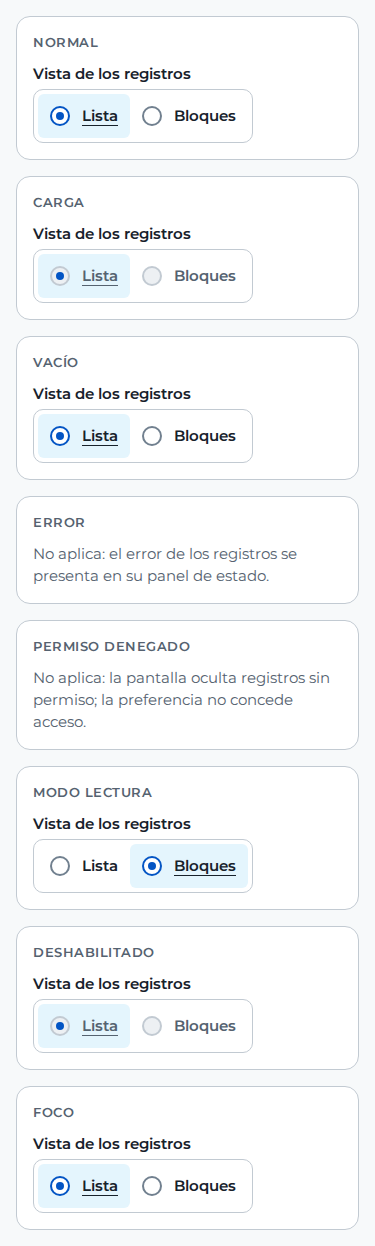 NORMAL
Vista de los registros
Lista Bloques
CARGA
Vista de los registros
Lista Bloques
VACÍO
Vista de los registros
Lista Bloques
ERROR
No aplica: el error de los registros se
presenta en su panel de estado.
PERMISO DENEGADO
No aplica: la pantalla oculta registros sin
permiso; la preferencia no concede
acceso.
MODO LECTURA
Vista de los registros
Lista Bloques
DESHABILITADO
Vista de los registros
Lista Bloques
FOCO
Vista de los registros
Lista Bloques